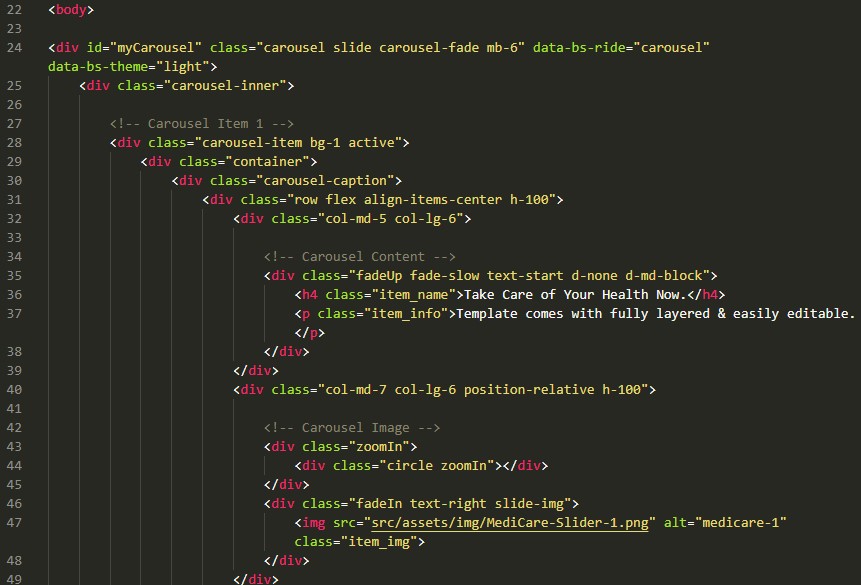 22 <body>
23
24 <div id="myCarousel" class="carousel slide carousel-fade mb-6" data-bs-ride="carousel"
data-bs-theme="light">
25 <div class="carousel-inner">
26
27 <!-- Carousel Item 1 -->
28 <div class="carousel-item bg-1 active">
29 <div class="container">
30 <div class="carousel-caption">
31 <div class="row flex align-items-center h-100">
32 <div class="col-md-5 col-lg-6">
33
34 <!-- Carousel Content -->
35 <div class="fadeUp fade-slow text-start d-none d-md-block">
36 <h4 class="item_name">Take Care of Your Health Now.</h4>
37 <p class="item_info">Template comes with fully layered & easily editable.
</p>
38 </div>
39 </div>
40 <div class="col-md-7 col-lg-6 position-relative h-100">
41
42 <!-- Carousel Image -->
43 <div class="zoomIn">
44 <div class="circle zoomIn"></div>
45 </div>
46 <div class="fadeIn text-right slide-img">
47 <img src="src/assets/img/MediCare-Slider-1.png" alt="medicare-1"
class="item_img">
48 </div>
49 </div>